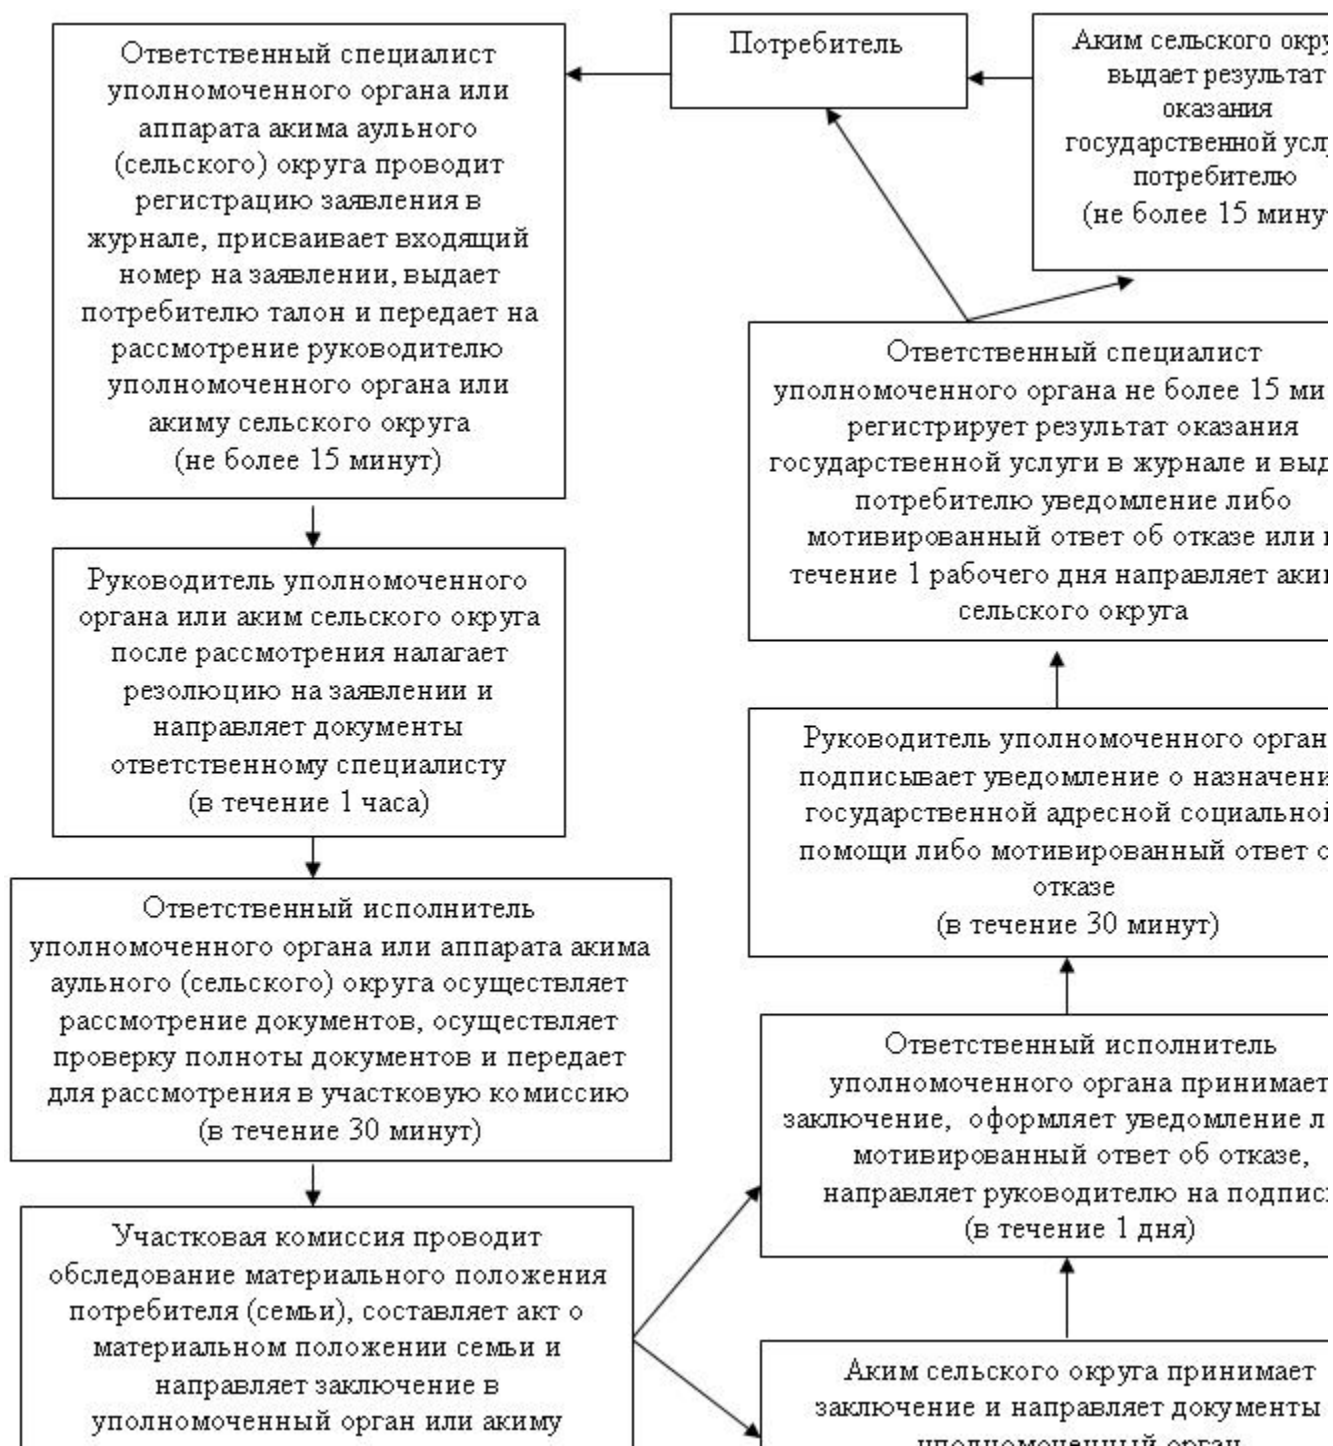 Ответственный специалист
уполномоченного органа или
аппарата акима аульного
(сельского) округа проводит
регистрацию заявления в
журнале, присваивает входящий
номер на заявлении, выдает
потребителю талон и передает на
рассмотрение руководителю
уполномоченного органа или
акиму сельского округа
(не более 15 минут)
Потребитель
Аким сельского
выдает результат
оказания
государственной
потребителю
(не более 15
Руководитель уполномоченного
органа или аким сельского округа
после рассмотрения налагает
резолюцию на заявлении и
направляет документы
ответственному специалисту
(в течение 1 часа)
Ответственный исполнитель
уполномоченного органа или аппарата акима
аульного (сельского) округа осуществляет
рассмотрение документов, осуществляет
проверку полноты документов и передает
для рассмотрения в участковую комиссию
(в течение 30 минут)
Участковая комиссия проводит
обследование материального положения
потребителя (семьи), составляет акт о
материальном положении семьи и
направляет заключение в
уполномоченный орган или акиму
Ответственный специалист
уполномоченного органа не более 15
регистрирует результат оказания
государственной услуги в журнале и
потребителю уведомление либо
мотивированный ответ об отказе или
течение 1 рабочего дня направляет
сельского округа
Руководитель уполномоченного
подписывает уведомление о
государственной адресной
помощи либо мотивированный ответ
отказе
(в течение 30 минут)
Ответственный исполнитель
уполномоченного органа принимает
заключение, оформляет уведомление
мотивированный ответ об отказе,
направляет руководителю на
(в течение 1 дня)
Аким сельского округа принимает
заключение и направляет документы
уполномоченный орган